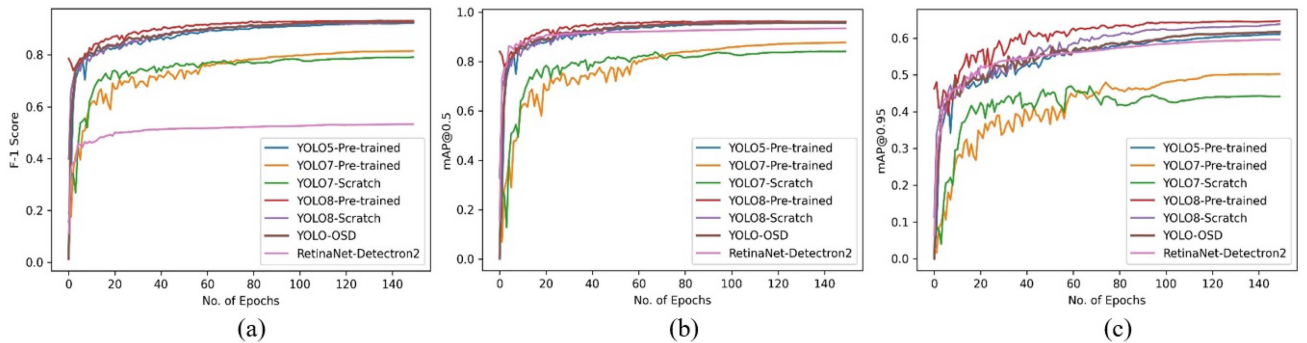 F-1 Score
0.8
0.6
0.4
0.2
0.0
0
20
40
60
80
100
120
140
No. of Epochs
YOLO5-Pre-trained
YOLO7-Pre-trained
YOLO7-Scratch
YOLO8-Pre-trained
YOLO8-Scratch
YOLO-OSD
RetinaNet-Detectron2
(a)
mAP@0.5
1.0
0.8
0.6
0.4
0.2
0.0
0
20
40
60
80
100
120
140
No. of Epochs
YOLO5-Pre-trained
YOLO7-Pre-trained
YOLO7-Scratch
YOLO8-Pre-trained
YOLO8-Scratch
YOLO-OSD
RetinaNet-Detectron2
(b)
mAP@0.95
0.6
0.5
0.4
0.3
0.2
0.1
0.0
0
20
40
60
80
100
120
140
No. of Epochs
YOLO5-Pre-trained
YOLO7-Pre-trained
YOLO7-Scratch
YOLO8-Pre-trained
YOLO8-Scratch
YOLO-OSD
RetinaNet-Detectron2
(c)